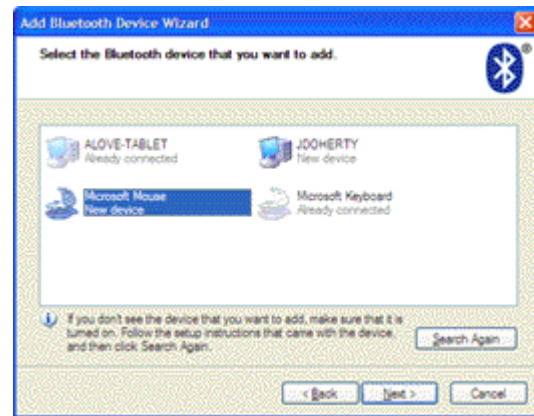 Add Bluetooth Device Wizard
Select the Bluetooth device that you want to add.
®
ALOVE-TABLET
Already connected
JDOHERTY
New device
Microsoft Mouse
New device
Microsoft Keyboard
Already connected
If you don't see the device that you want to add, make sure that it is
turned on. Follow the setup instructions that came with the device,
and then click Search Again.
Search Again
< Back
Next >
Cancel